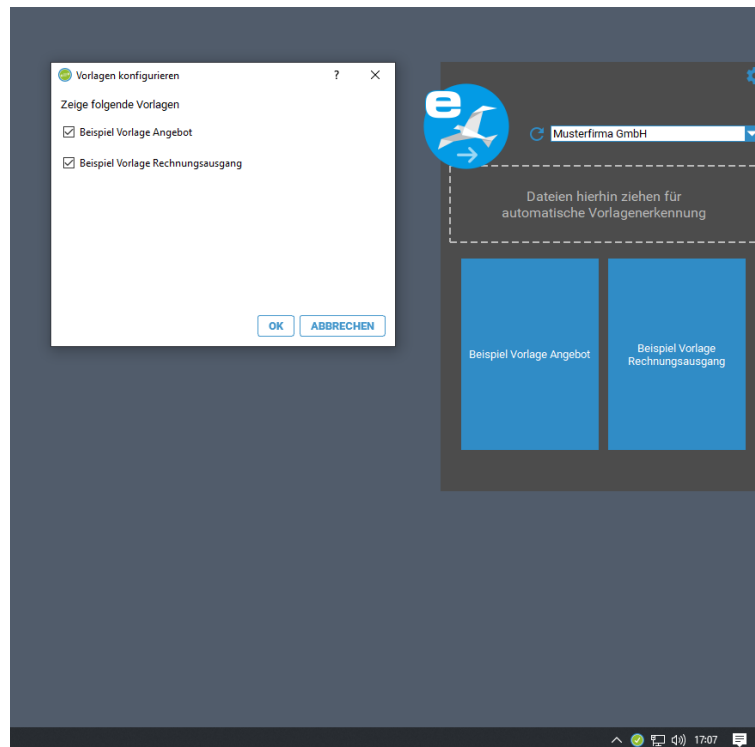 Vorlagen konfigurieren
?
Zeige folgende Vorlagen
Beispiel Vorlage Angebot
Beispiel Vorlage Rechnungsausgang
OK
ABBRECHEN
e
Musterfirma GmbH
Dateien hierhin ziehen für
automatische Vorlagenerkennung
Beispiel Vorlage Angebot
Beispiel Vorlage
Rechnungsausgang
17:07